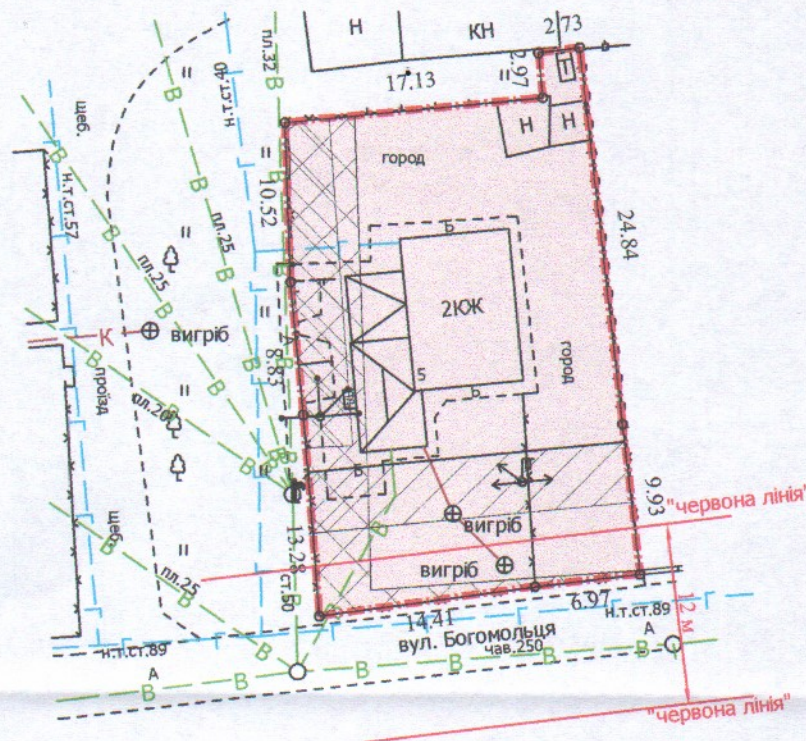 Н
КН
2.73
2.97
17.13
пл.32
н.т.ст.40
щеб.
н.т.ст.57
Н
Н
город
10.52
пл.25
пл.25
24.84
Б
2КЖ
К
вигріб
8.83
А
проїзд
пл.20
5
Б
город
Б
9.93
"червона лінія"
вигріб
вигріб
щеб.
пл.25
13.28
ст.50
14.41
6.97
12 м
н.т.ст.89
вул. Богомольця
чав.250
А
н.т.ст.89
А
"червона лінія"
В В В В В В В В В В В В В В В В В В В В